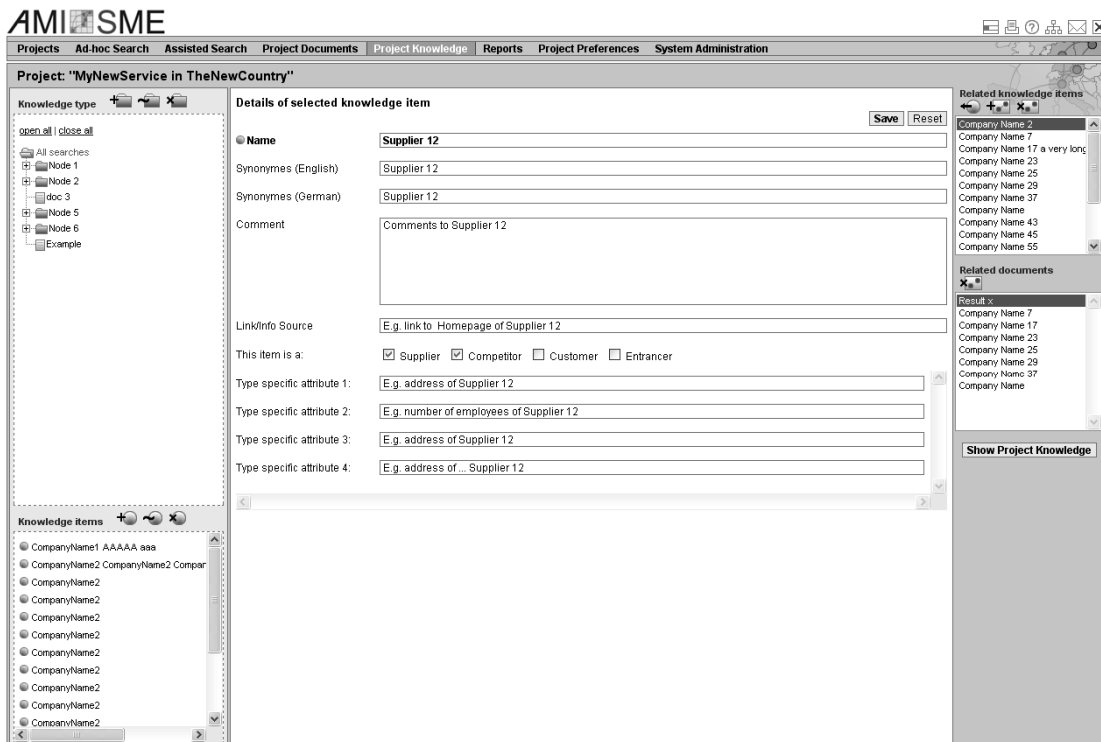 AMI SME
Projects Ad-hoc Search Assisted Search Project Documents Project Knowledge Reports Project Preferences System Administration
Project: "MyNewService in TheNewCountry"
Knowledge type
open all | close all
All searches
Node 1
Node 2
doc 3
Node 5
Node 6
Example
Knowledge items
CompanyName1 AAAAA aaa
CompanyName2 CompanyName2 Compar
CompanyName2
CompanyName2
CompanyName2
CompanyName2
CompanyName2
CompanyName2
CompanyName2
CompanyName2
CompanyName2
Details of selected knowledge item
Save Reset
Name Supplier 12
Synonymes (English) Supplier 12
Synonymes (German) Supplier 12
Comment Comments to Supplier 12
Link/Info Source E.g. link to Homepage of Supplier 12
This item is a: Supplier Competitor Customer Entrancer
Type specific attribute 1: E.g. address of Supplier 12
Type specific attribute 2: E.g. number of employees of Supplier 12
Type specific attribute 3: E.g. address of Supplier 12
Type specific attribute 4: E.g. address of ... Supplier 12
Related knowledge items
Company Name 2
Company Name 7
Company Name 17 a very long
Company Name 23
Company Name 25
Company Name 29
Company Name 37
Company Name
Company Name 43
Company Name 45
Company Name 55
Related documents
Result x
Company Name 7
Company Name 17
Company Name 23
Company Name 25
Company Name 29
Company Name 37
Company Name
Show Project Knowledge